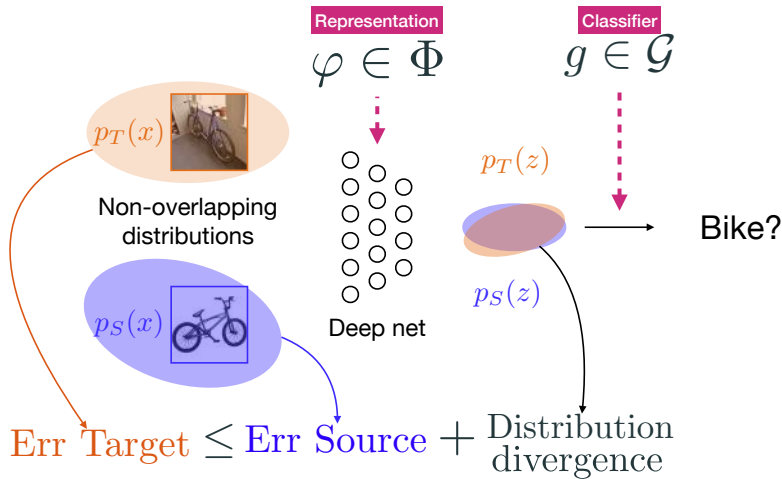 Representation
Classifier
φ ∈ Φ
g ∈ 𝒢
p_T(x)
p_T(z)
Non-overlapping
distributions
Bike?
p_S(z)
p_S(x)
Deep net
Err Target ≤ Err Source + Distribution
divergence